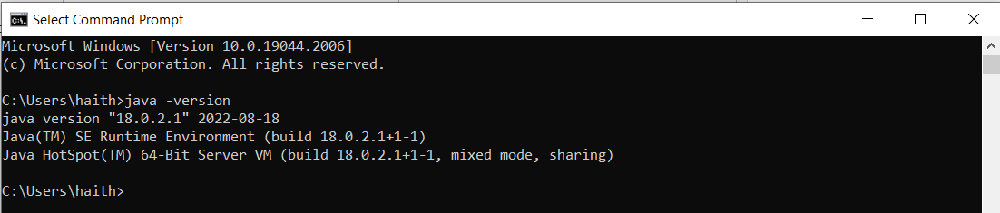 Select Command Prompt
Microsoft Windows [Version 10.0.19044.2006]
(c) Microsoft Corporation. All rights reserved.
C:\Users\haith>java -version
java version "18.0.2.1" 2022-08-18
Java(TM) SE Runtime Environment (build 18.0.2.1+1-1)
Java HotSpot(TM) 64-Bit Server VM (build 18.0.2.1+1-1, mixed mode, sharing)
C:\Users\haith>